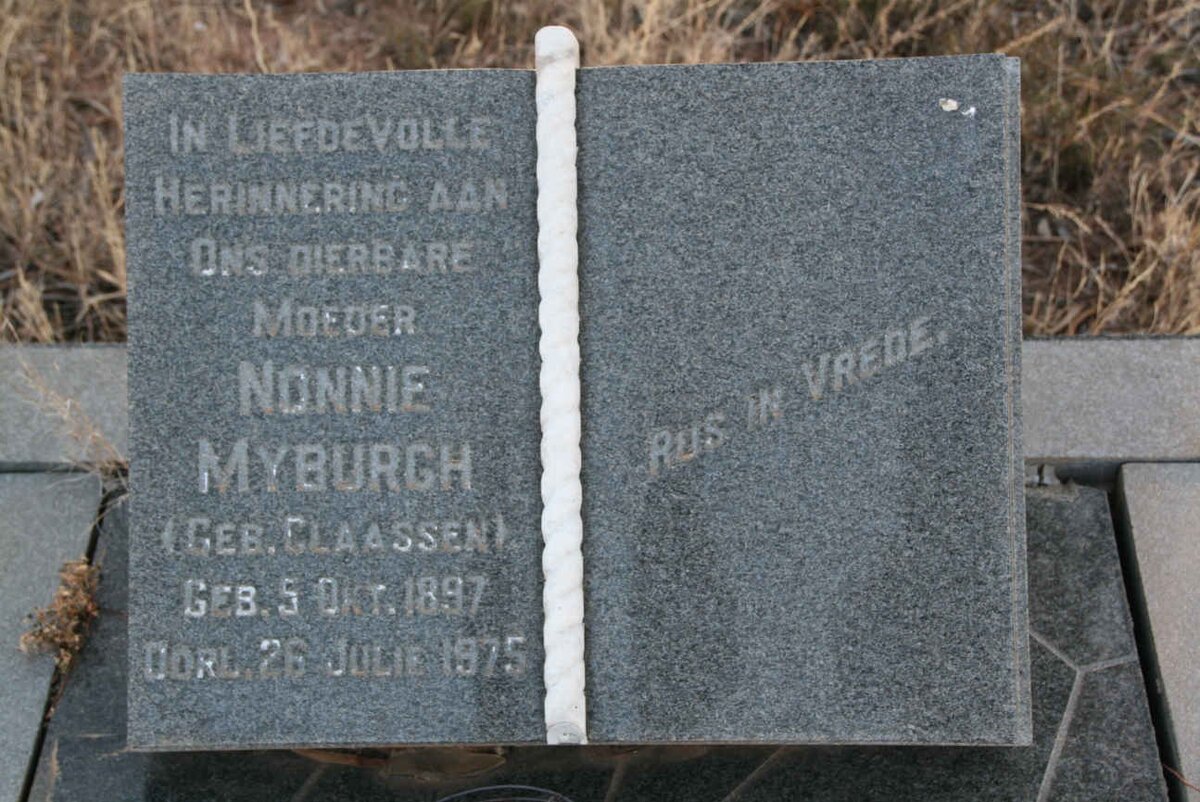 IN LIEFDEVOLLE
HERINNERING AAN
ONS DIERBARE
MOEDER
NONNIE
MYBURGH
(GEB. CLAASSEN)
GEB. 5 OKT. 1897
OORL. 26 JULIE 1975
RUS IN VREDE.